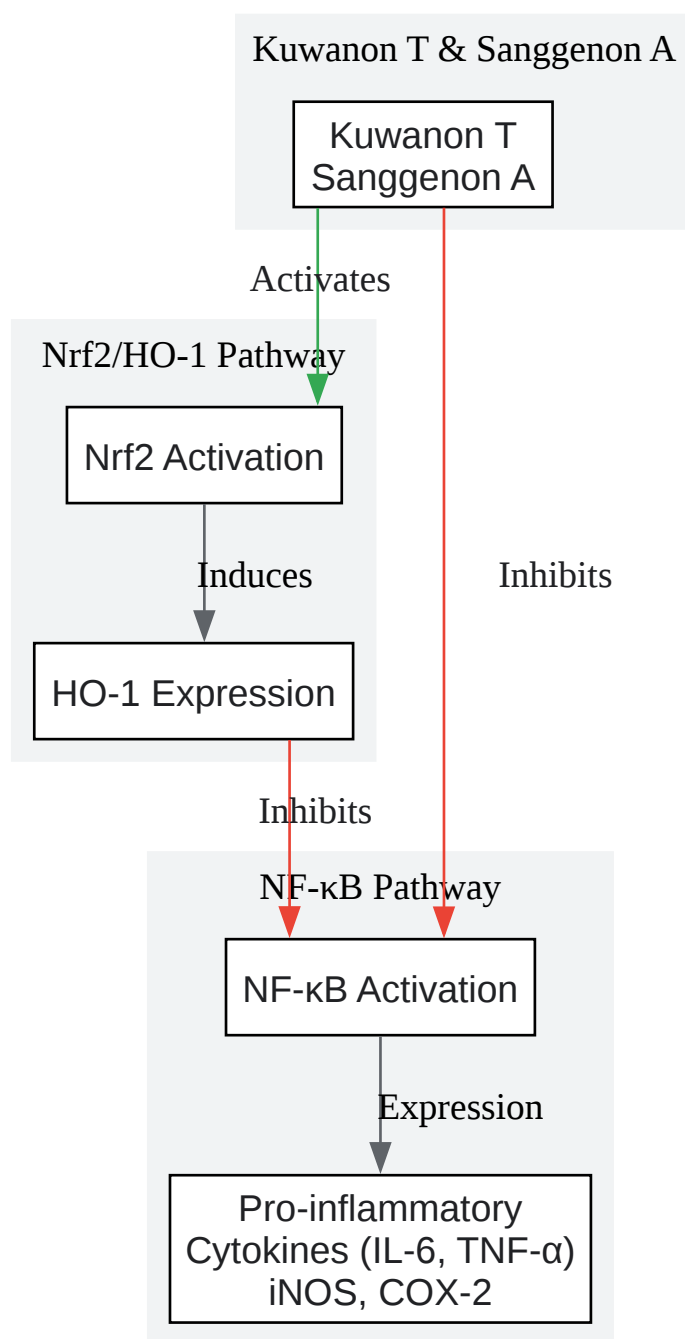 Kuwanon T & Sanggenon A
Kuwanon T
Sanggenon A
Activates
Nrf2/HO-1 Pathway
Nrf2 Activation
Induces
Inhibits
HO-1 Expression
Inhibits
NF-κB Pathway
NF-κB Activation
Expression
Pro-inflammatory
Cytokines (IL-6, TNF-α)
iNOS, COX-2